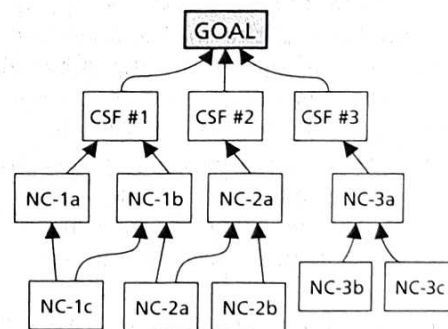 GOAL
CSF #1 CSF #2 CSF #3
NC-1a NC-1b NC-2a NC-3a
NC-1c NC-2a NC-2b NC-3b NC-3c